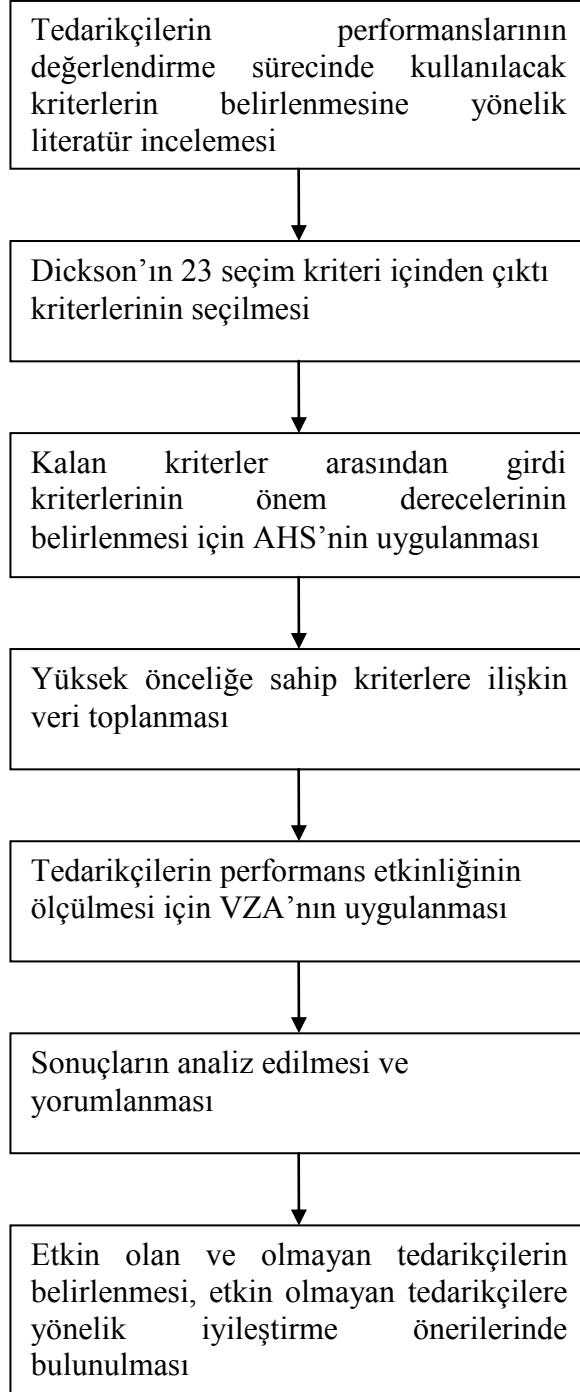 Tedarikçilerin performanslarının
değerlendirme sürecinde kullanılacak
kriterlerin belirlenmesine yönelik
literatür incelemesi
Dickson’ın 23 seçim kriteri içinden çıktı
kriterlerinin seçilmesi
Kalan kriterler arasından girdi
kriterlerinin önem derecelerinin
belirlenmesi için AHS’nin uygulanması
Yüksek önceliğe sahip kriterlere ilişkin
veri toplanması
Tedarikçilerin performans etkinliğinin
ölçülmesi için VZA’nın uygulanması
Sonuçların analiz edilmesi ve
yorumlanması
Etkin olan ve olmayan tedarikçilerin
belirlenmesi, etkin olmayan tedarikçilere
yönelik iyileştirme önerilerinde
bulunulması